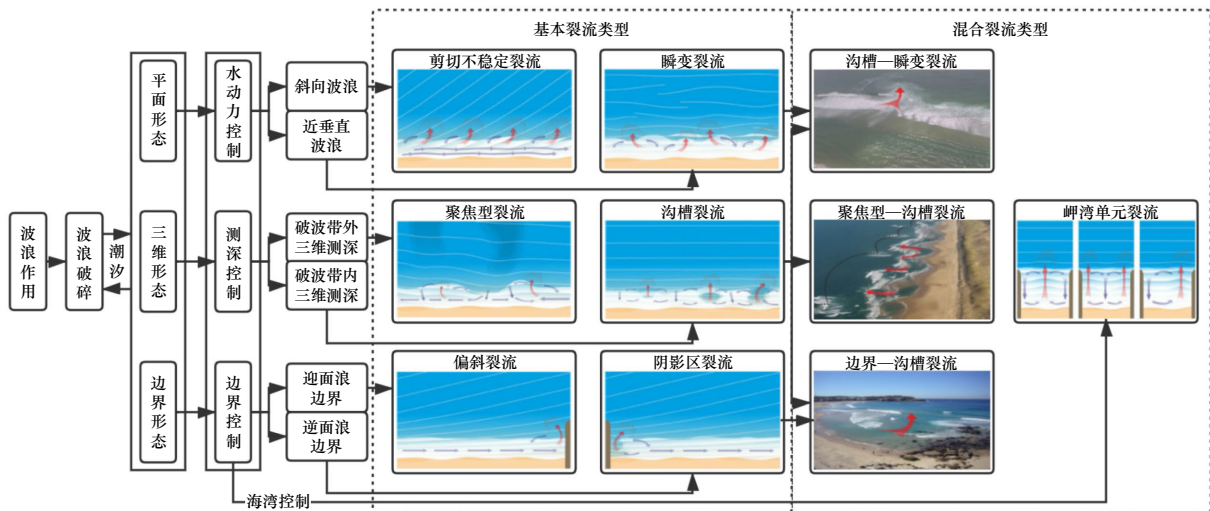 基本裂流类型
混合裂流类型
波浪作用
波浪破碎
潮汐
平面形态
三维形态
边界形态
水动力控制
测深控制
边界控制
斜向波浪
近垂直
波浪
破波带外
三维测深
破波带内
三维测深
迎面浪
边界
逆面浪
边界
剪切不稳定裂流
瞬变裂流
沟槽—瞬变裂流
聚焦型裂流
沟槽裂流
聚焦型—沟槽裂流
岬湾单元裂流
偏斜裂流
阴影区裂流
边界—沟槽裂流
海湾控制